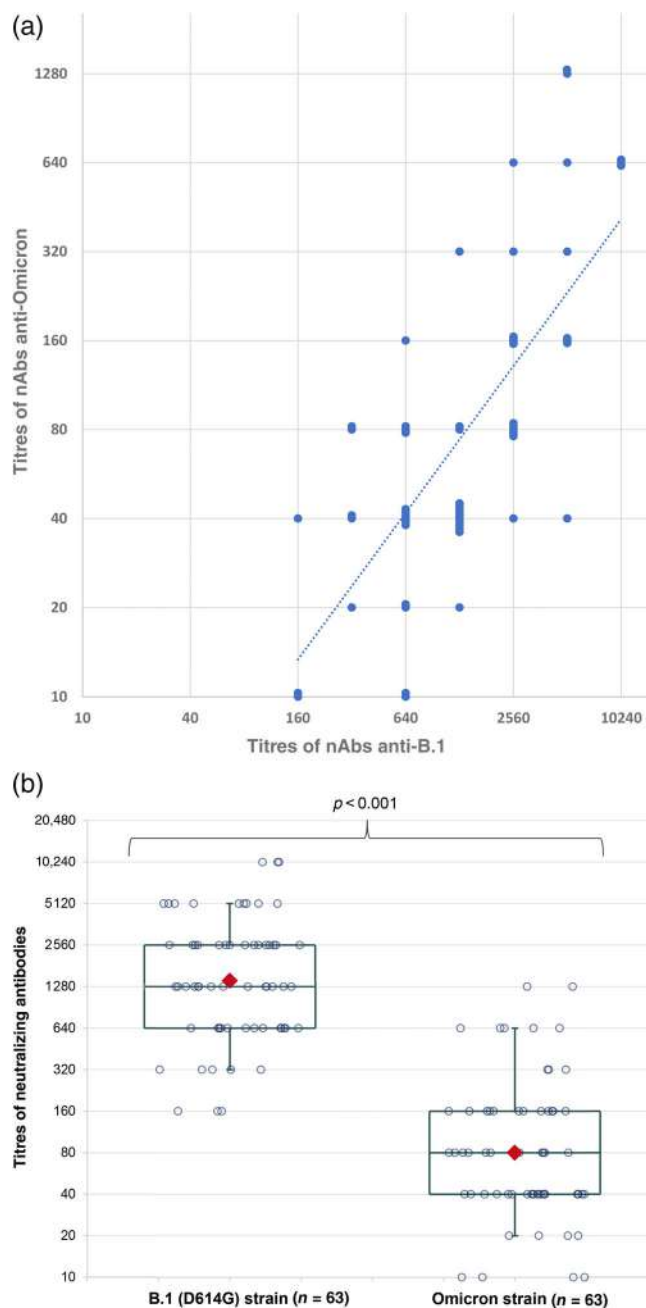 (a)
1280
640
320
160
80
40
20
10
Titres of nAbs anti-Omicron
10 40 160 640 2560 10240
Titres of nAbs anti-B.1
(b)
p < 0.001
20,480
10,240
5120
2560
1280
640
320
160
80
40
20
10
Titres of neutralizing antibodies
B.1 (D614G) strain (n = 63) Omicron strain (n = 63)